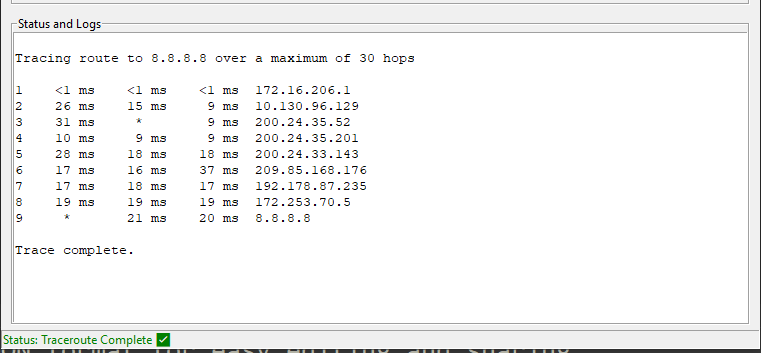 Status and Logs
Tracing route to 8.8.8.8 over a maximum of 30 hops
1 <1 ms <1 ms <1 ms 172.16.206.1
2 26 ms 15 ms 9 ms 10.130.96.129
3 31 ms * 9 ms 200.24.35.52
4 10 ms 9 ms 9 ms 200.24.35.201
5 28 ms 18 ms 18 ms 200.24.33.143
6 17 ms 16 ms 37 ms 209.85.168.176
7 17 ms 18 ms 17 ms 192.178.87.235
8 19 ms 19 ms 19 ms 172.253.70.5
9 * 21 ms 20 ms 8.8.8.8
Trace complete.
Status: Traceroute Complete ✅